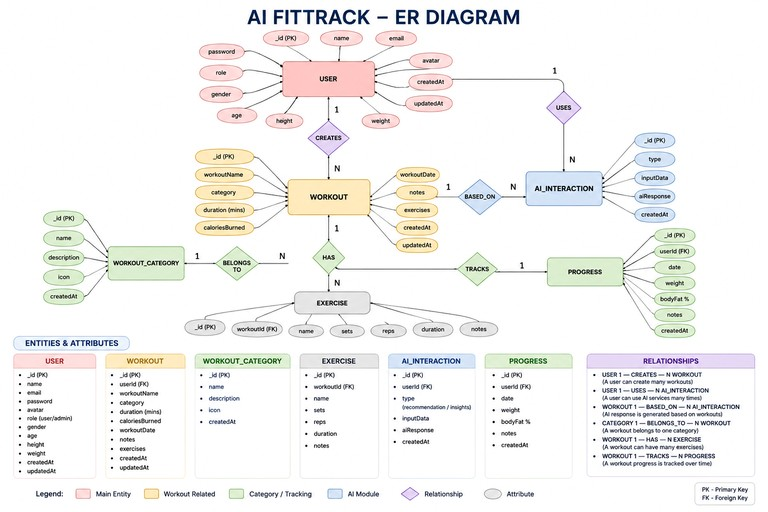 AI FITTRACK – ER DIAGRAM
_id (PK)
name
email
password
role
gender
age
height
weight
avatar
createdAt
updatedAt
USER
1
USES
N
1
CREATES
N
_id (PK)
workoutName
category
duration (mins)
caloriesBurned
WORKOUT
workoutDate
notes
exercises
createdAt
updatedAt
1
BASED_ON
N
AI_INTERACTION
_id (PK)
type
inputData
aiResponse
createdAt
_id (PK)
name
description
icon
createdAt
WORKOUT_CATEGORY
1
BELONGS
TO
N
1
HAS
N
TRACKS
1
PROGRESS
_id (PK)
userId (FK)
date
weight
bodyFat %
notes
createdAt
EXERCISE
_id (PK)
workoutId (FK)
name
sets
reps
duration
notes
ENTITIES & ATTRIBUTES
USER
• _id (PK)
• name
• email
• password
• avatar
• role (user/admin)
• gender
• age
• height
• weight
• createdAt
• updatedAt
WORKOUT
• _id (PK)
• userId (FK)
• workoutName
• category
• duration (mins)
• caloriesBurned
• workoutDate
• notes
• exercises
• createdAt
• updatedAt
WORKOUT_CATEGORY
• _id (PK)
• name
• description
• icon
• createdAt
EXERCISE
• _id (PK)
• workoutId (FK)
• name
• sets
• reps
• duration
• notes
AI_INTERACTION
• _id (PK)
• userId (FK)
• type
(recommendation / insights)
• inputData
• aiResponse
• createdAt
PROGRESS
• _id (PK)
• userId (FK)
• date
• weight
• bodyFat %
• notes
• createdAt
RELATIONSHIPS
• USER 1 — CREATES — N WORKOUT
(A user can create many workouts)
• USER 1 — USES — N AI_INTERACTION
(A user can use AI services many times)
• WORKOUT 1 — BASED_ON — N AI_INTERACTION
(AI response is generated based on workouts)
• CATEGORY 1 — BELONGS_TO — N WORKOUT
(A workout belongs to one category)
• WORKOUT 1 — HAS — N EXERCISE
(A workout can have many exercises)
• WORKOUT 1 — TRACKS — N PROGRESS
(A workout progress is tracked over time)
Legend:
Main Entity
Workout Related
Category / Tracking
AI Module
Relationship
Attribute
PK - Primary Key
FK - Foreign Key